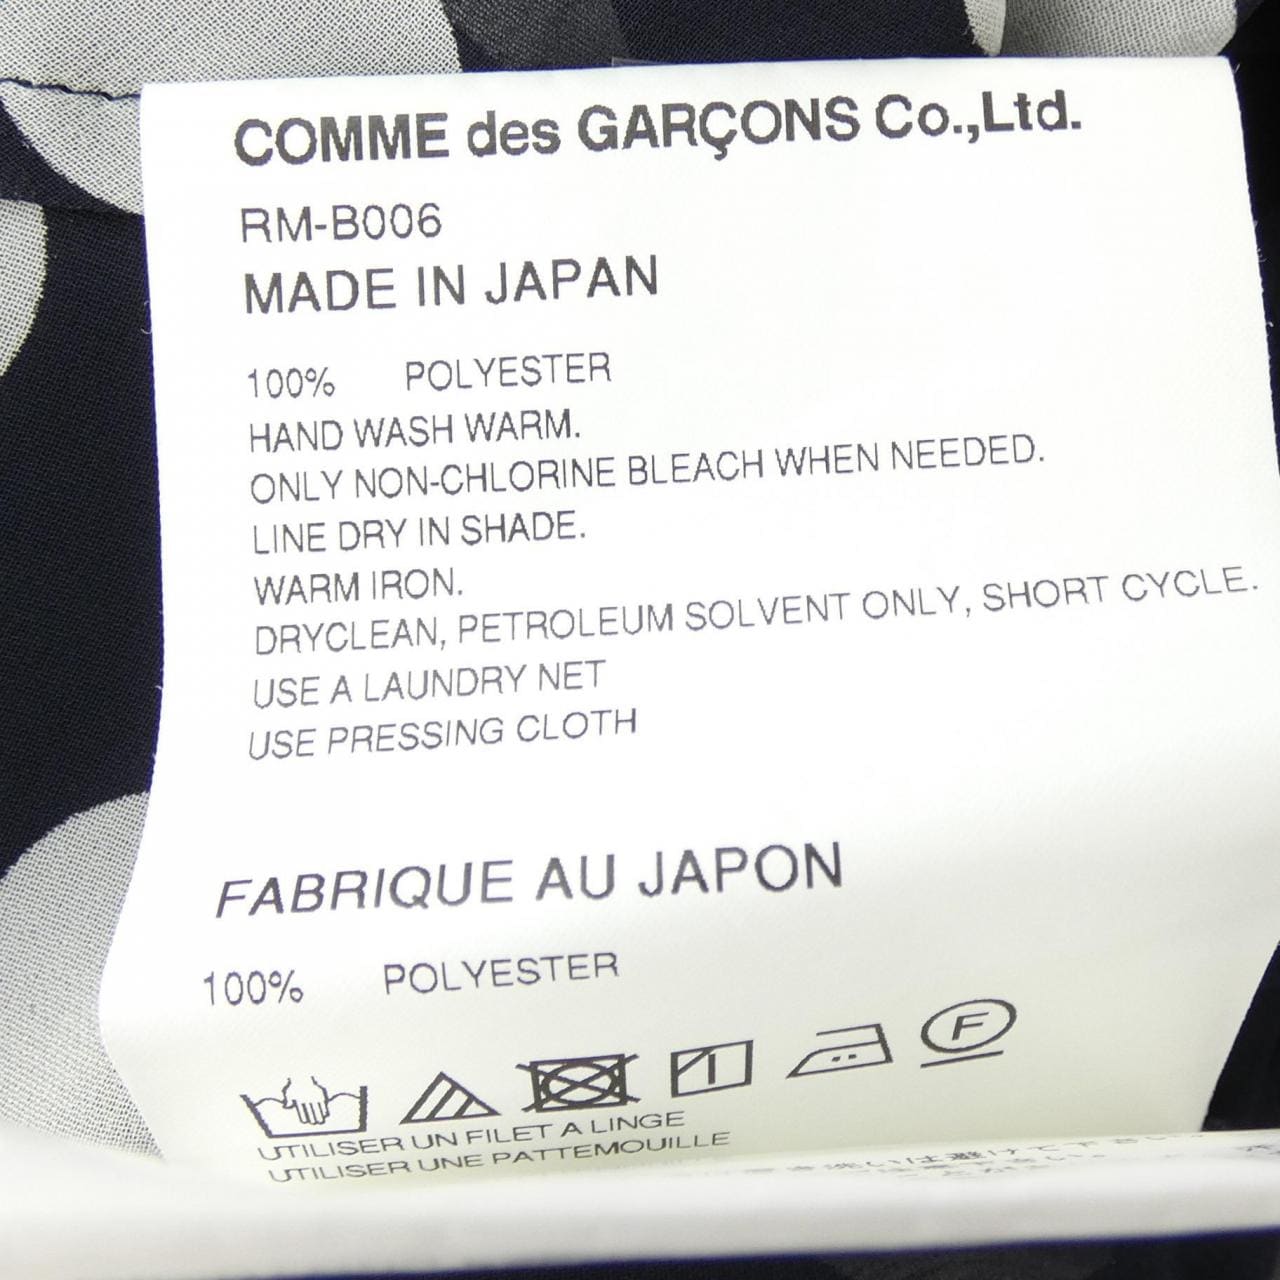 COMME des GARÇONS Co.,Ltd.
RM-B006
MADE IN JAPAN
100% POLYESTER
HAND WASH WARM.
ONLY NON-CHLORINE BLEACH WHEN NEEDED.
LINE DRY IN SHADE.
WARM IRON.
DRYCLEAN, PETROLEUM SOLVENT ONLY, SHORT CYCLE.
USE A LAUNDRY NET
USE PRESSING CLOTH
FABRIQUE AU JAPON
100% POLYESTER
F
UTILISER UN FILET A LINGE
UTILISER UNE PATTEMOUILLE